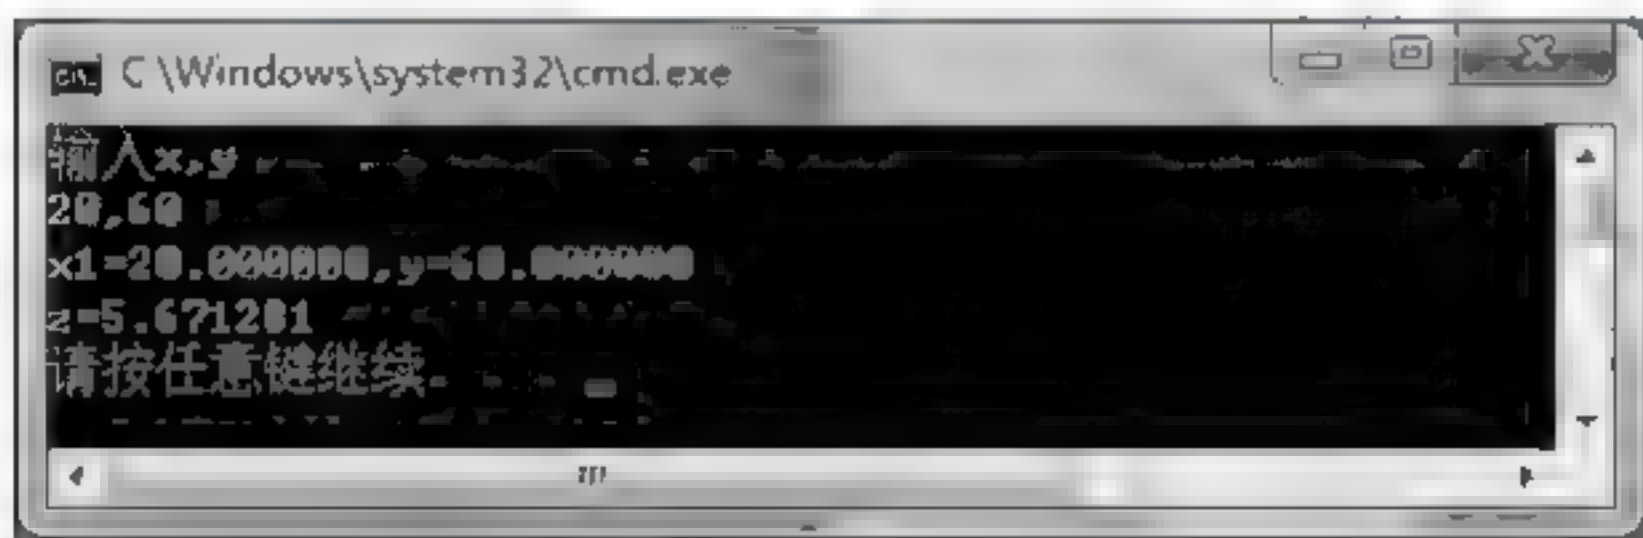 C:\Windows\system32\cmd.exe
输入x,y
20,60
x1=20.000000,y=60.000000
z=5.671281
请按任意键继续. . .